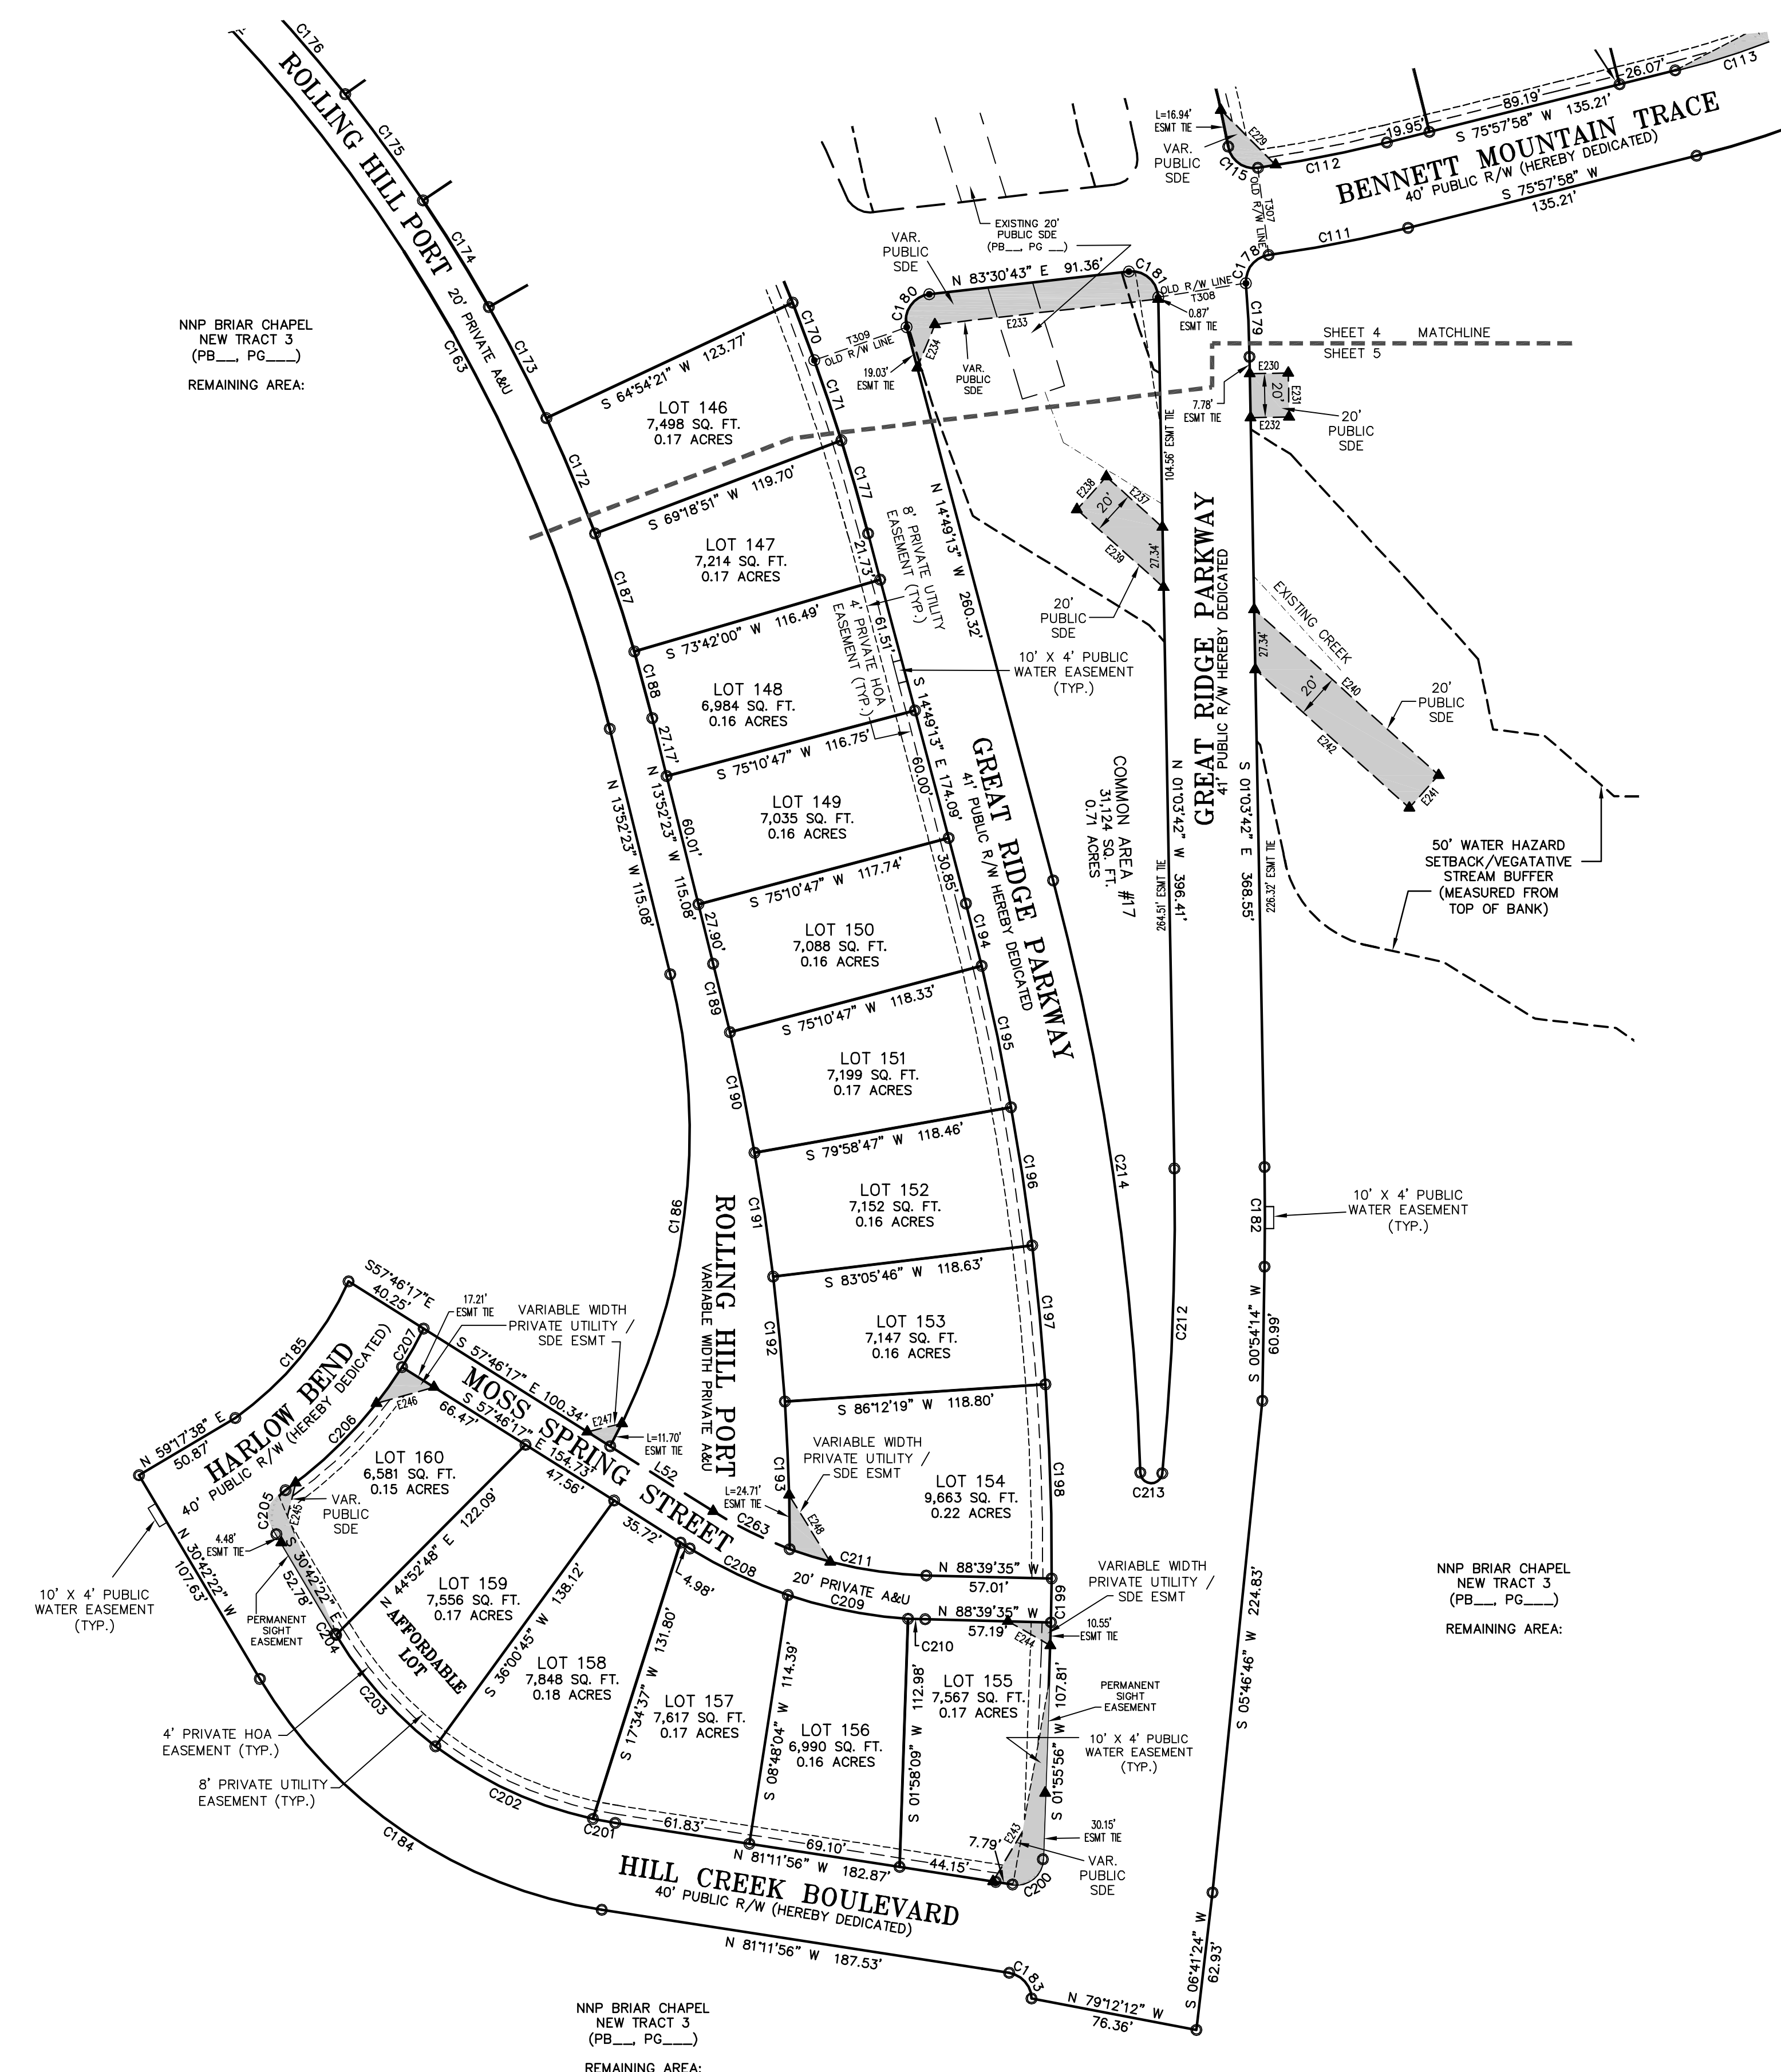 C176
ROLLING HILL PORT
20' PRIVATE A&U
C175
C174
C173
C163
C172
NNP BRIAR CHAPEL
NEW TRACT 3
(PB__, PG___)
REMAINING AREA:
L=16.94'
ESMT TIE
E229
VAR.
PUBLIC
SDE
C115
C112
19.95'
89.19'
26.07'
C113
S 75°57'58" W 135.21'
BENNETT MOUNTAIN TRACE
40' PUBLIC R/W (HEREBY DEDICATED)
S 75°57'58" W
135.21'
C111
OLD R/W LINE
T307
C178
EXISTING 20'
PUBLIC SDE
(PB__, PG __)
VAR.
PUBLIC
SDE
N 83°30'43" E 91.36'
C180
C181
OLD R/W LINE
T308
0.87'
ESMT TIE
E233
E234
VAR.
PUBLIC
SDE
19.03'
ESMT TIE
T309
OLD R/W LINE
C170
C171
C179
SHEET 4 MATCHLINE
SHEET 5
E230
20'
E231
E232
7.78'
ESMT TIE
20'
PUBLIC
SDE
104.56' ESMT TIE
S 64°54'21" W 123.77'
LOT 146
7,498 SQ. FT.
0.17 ACRES
S 69°18'51" W 119.70'
C177
21.73'
LOT 147
7,214 SQ. FT.
0.17 ACRES
C187
S 73°42'00" W 116.49'
8' PRIVATE UTILITY
EASEMENT (TYP.)
4' PRIVATE HOA
EASEMENT (TYP.)
61.51'
N 14°49'13" W 260.32'
E238
E237
20'
E239
27.34'
20'
PUBLIC
SDE
10' X 4' PUBLIC
WATER EASEMENT
(TYP.)
GREAT RIDGE PARKWAY
41' PUBLIC R/W HEREBY DEDICATED
EXISTING CREEK
27.34'
20'
E240
E242
E241
20'
PUBLIC
SDE
LOT 148
6,984 SQ. FT.
0.16 ACRES
C188
27.17'
S 75°10'47" W 116.75'
S 14°49'13" E 174.09'
60.00'
N 13°52'23" W 115.08'
N 13°52'23" W 115.08'
60.01'
LOT 149
7,035 SQ. FT.
0.16 ACRES
S 75°10'47" W 117.74'
30.85'
GREAT RIDGE PARKWAY
41' PUBLIC R/W HEREBY DEDICATED
COMMON AREA #17
31,124 SQ. FT.
0.71 ACRES
N 01°03'42" W 396.41'
264.51' ESMT TIE
S 01°03'42" E 368.55'
226.32' ESMT TIE
50' WATER HAZARD
SETBACK/VEGATATIVE
STREAM BUFFER
(MEASURED FROM
TOP OF BANK)
27.90'
LOT 150
7,088 SQ. FT.
0.16 ACRES
C194
C189
S 75°10'47" W 118.33'
LOT 151
7,199 SQ. FT.
0.17 ACRES
C195
C190
S 79°58'47" W 118.46'
LOT 152
7,152 SQ. FT.
0.16 ACRES
C196
C214
C191
C186
S 83°05'46" W 118.63'
LOT 153
7,147 SQ. FT.
0.16 ACRES
C197
C192
C212
C182
10' X 4' PUBLIC
WATER EASEMENT
(TYP.)
S 00°54'14" W
60.99'
ROLLING HILL PORT
VARIABLE WIDTH PRIVATE A&U
S 86°12'19" W 118.80'
S57°46'17"E
40.25'
17.21'
ESMT TIE
VARIABLE WIDTH
PRIVATE UTILITY /
SDE ESMT
C207
C185
HARLOW BEND
40' PUBLIC R/W (HEREBY DEDICATED)
N 59°17'38" E
50.87'
S 57°46'17" E 100.34'
MOSS SPRING STREET
E246
66.47'
S 57°46'17" E 154.73'
E247
L=11.70'
ESMT TIE
L52
C263
VARIABLE WIDTH
PRIVATE UTILITY /
SDE ESMT
C193
L=24.71'
ESMT TIE
E248
LOT 154
9,663 SQ. FT.
0.22 ACRES
C198
C213
C206
LOT 160
6,581 SQ. FT.
0.15 ACRES
C205
E245
VAR.
PUBLIC
SDE
4.48'
ESMT TIE
S 30°42'22" E
52.78'
N 30°42'22" W
107.63'
10' X 4' PUBLIC
WATER EASEMENT
(TYP.)
PERMANENT
SIGHT
EASEMENT
C204
N 44°52'48" E 122.09'
47.56'
LOT 159
7,556 SQ. FT.
0.17 ACRES
AFFORDABLE
LOT
35.72'
4.98'
S 36°00'45" W 138.12'
LOT 158
7,848 SQ. FT.
0.18 ACRES
S 17°34'37" W 131.80'
C208
C211
20' PRIVATE A&U
C209
N 88°39'35" W
57.01'
N 88°39'35" W
57.19'
C199
C210
E244
10.55'
ESMT TIE
VARIABLE WIDTH
PRIVATE UTILITY /
SDE ESMT
NNP BRIAR CHAPEL
NEW TRACT 3
(PB__, PG___)
REMAINING AREA:
LOT 157
7,617 SQ. FT.
0.17 ACRES
S 08°48'04" W 114.39'
LOT 156
6,990 SQ. FT.
0.16 ACRES
S 01°58'09" W 112.98'
LOT 155
7,567 SQ. FT.
0.17 ACRES
S 01°55'56" W 107.81'
PERMANENT
SIGHT
EASEMENT
10' X 4' PUBLIC
WATER EASEMENT
(TYP.)
S 05°46'46" W 224.83'
C203
4' PRIVATE HOA
EASEMENT (TYP.)
8' PRIVATE UTILITY
EASEMENT (TYP.)
C202
C201
61.83'
69.10'
44.15'
N 81°11'56" W 182.87'
7.79'
E243
C200
30.15'
ESMT TIE
VAR.
PUBLIC
SDE
C184
HILL CREEK BOULEVARD
40' PUBLIC R/W (HEREBY DEDICATED)
N 81°11'56" W 187.53'
C183
N 79°12'12" W
76.36'
S 06°41'24" W
62.93'
NNP BRIAR CHAPEL
NEW TRACT 3
(PB__, PG___)
REMAINING AREA: